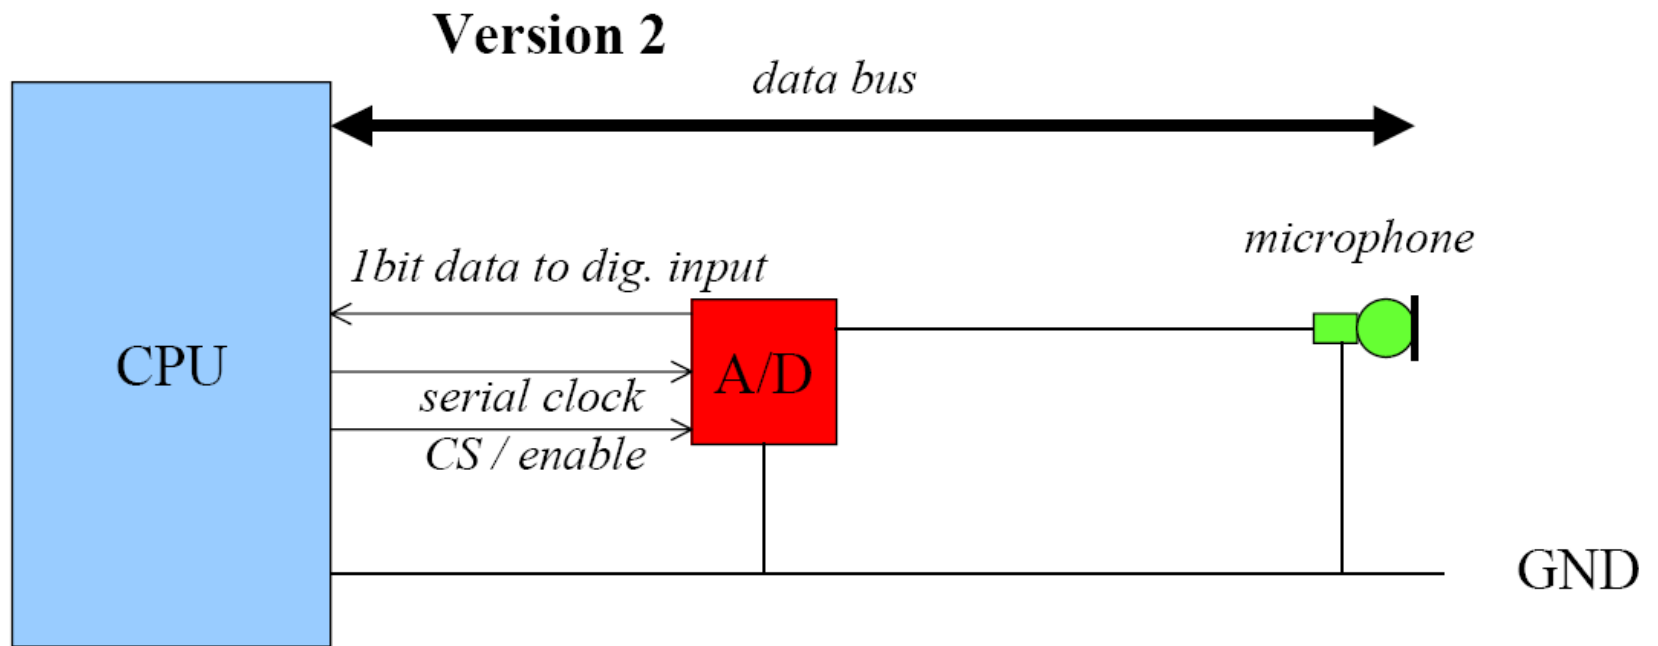 Version 2
data bus
microphone
1bit data to dig. input
CPU
A/D
serial clock
CS / enable
GND